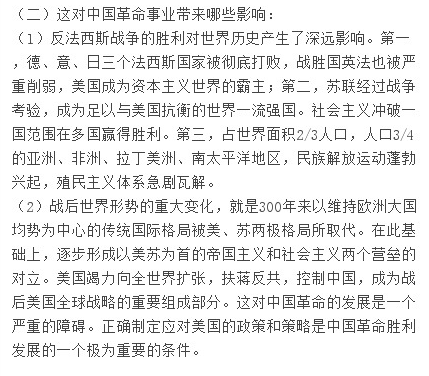 （二）这对中国革命事业带来哪些影响：
（1）反法西斯战争的胜利对世界历史产生了深远影响。第一
，德、意、日三个法西斯国家被彻底打败，战胜国英法也被严
重削弱，美国成为资本主义世界的霸主；第二，苏联经过战争
考验，成为足以与美国抗衡的世界一流强国。社会主义冲破一
国范围在多国赢得胜利。第三，占世界面积2/3人口，人口3/4
的亚洲、非洲、拉丁美洲、南太平洋地区，民族解放运动蓬勃
兴起，殖民主义体系急剧瓦解。
（2）战后世界形势的重大变化，就是300年来以维持欧洲大国
均势为中心的传统国际格局被美、苏两极格局所取代。在此基
础上，逐步形成以美苏为首的帝国主义和社会主义两个营垒的
对立。美国竭力向全世界扩张，扶蒋反共，控制中国，成为战
后美国全球战略的重要组成部分。这对中国革命的发展是一个
严重的障碍。正确制定应对美国的政策和策略是中国革命胜利
发展的一个极为重要的条件。